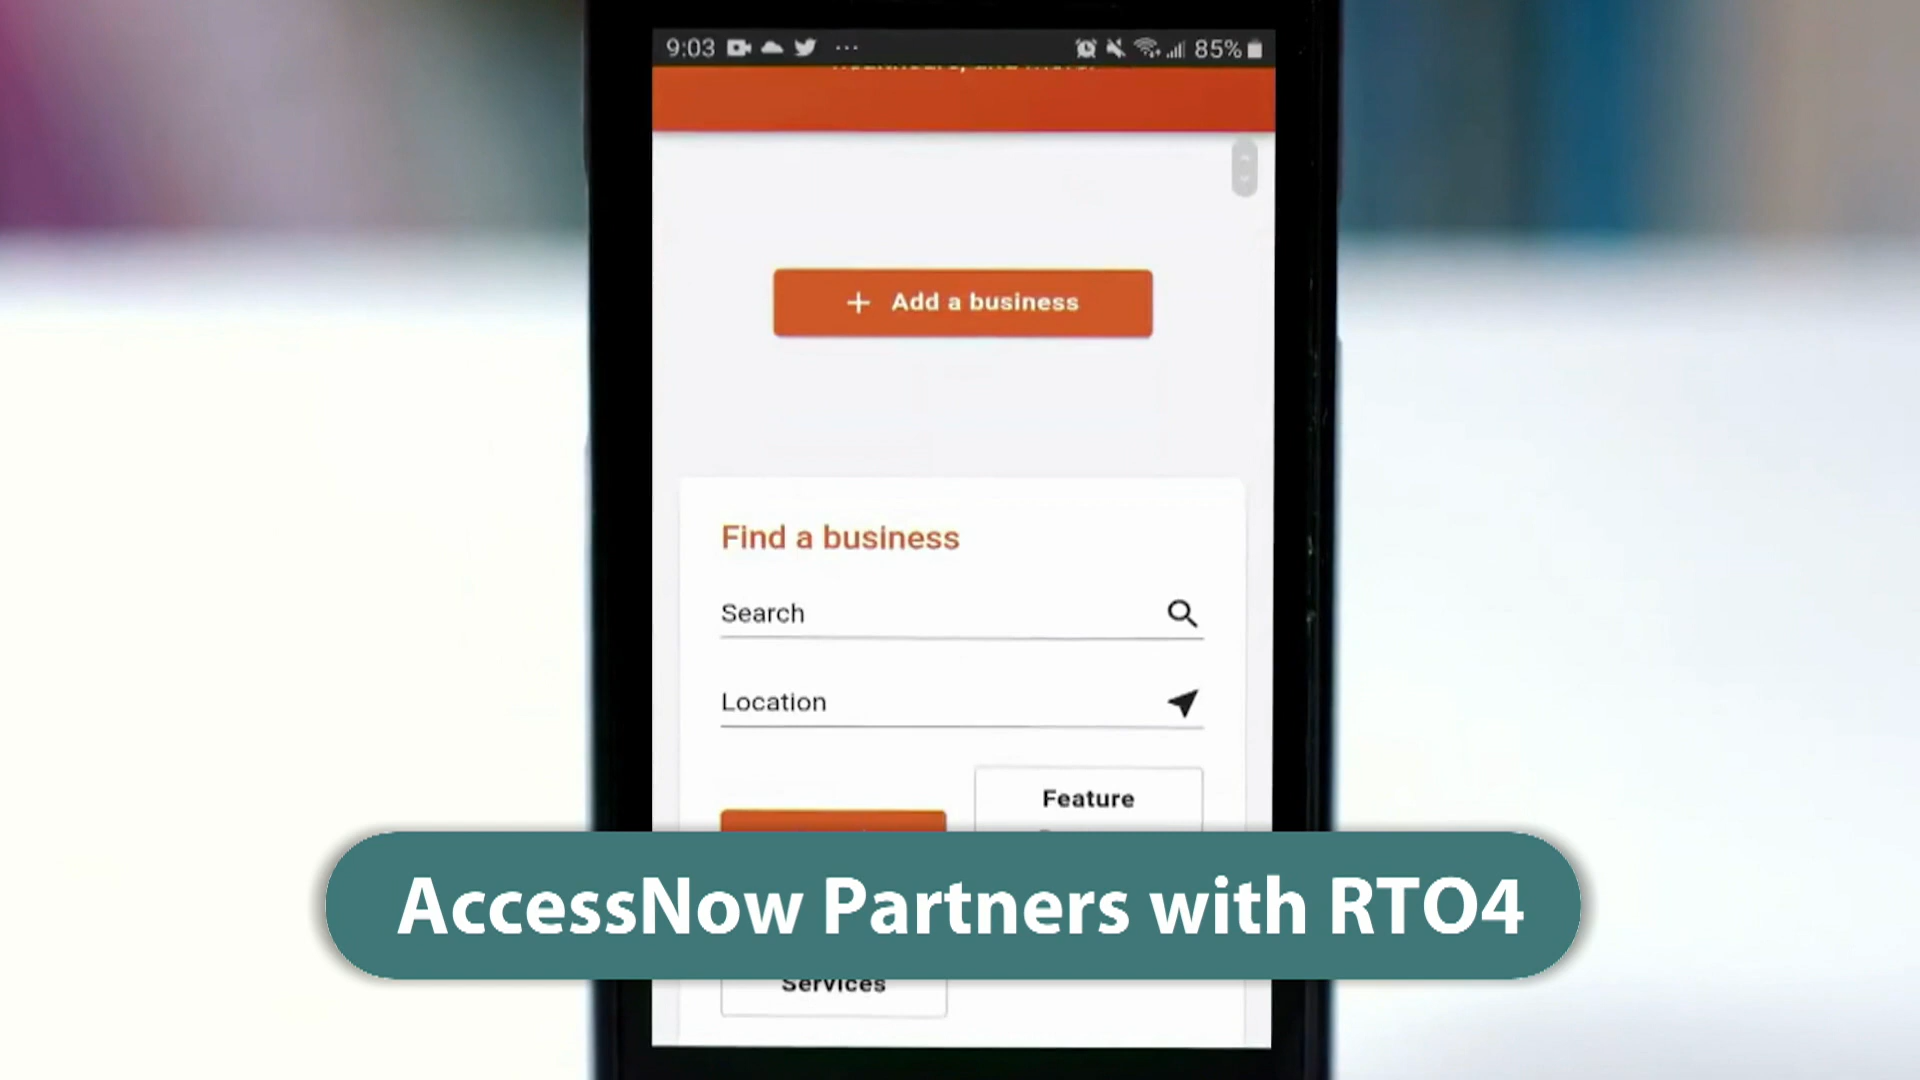 9:03 ... 85%
+ Add a business
Find a business
Search
Location
Feature
AccessNow Partners with RTO4
Services